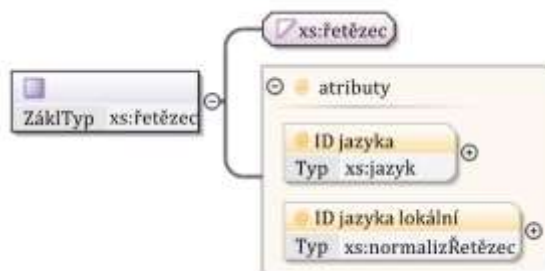 xs:řetězec
ZáklTyp xs:řetězec
atributy
ID jazyka
Typ xs:jazyk
ID jazyka lokální
Typ xs:normalizŘetězec